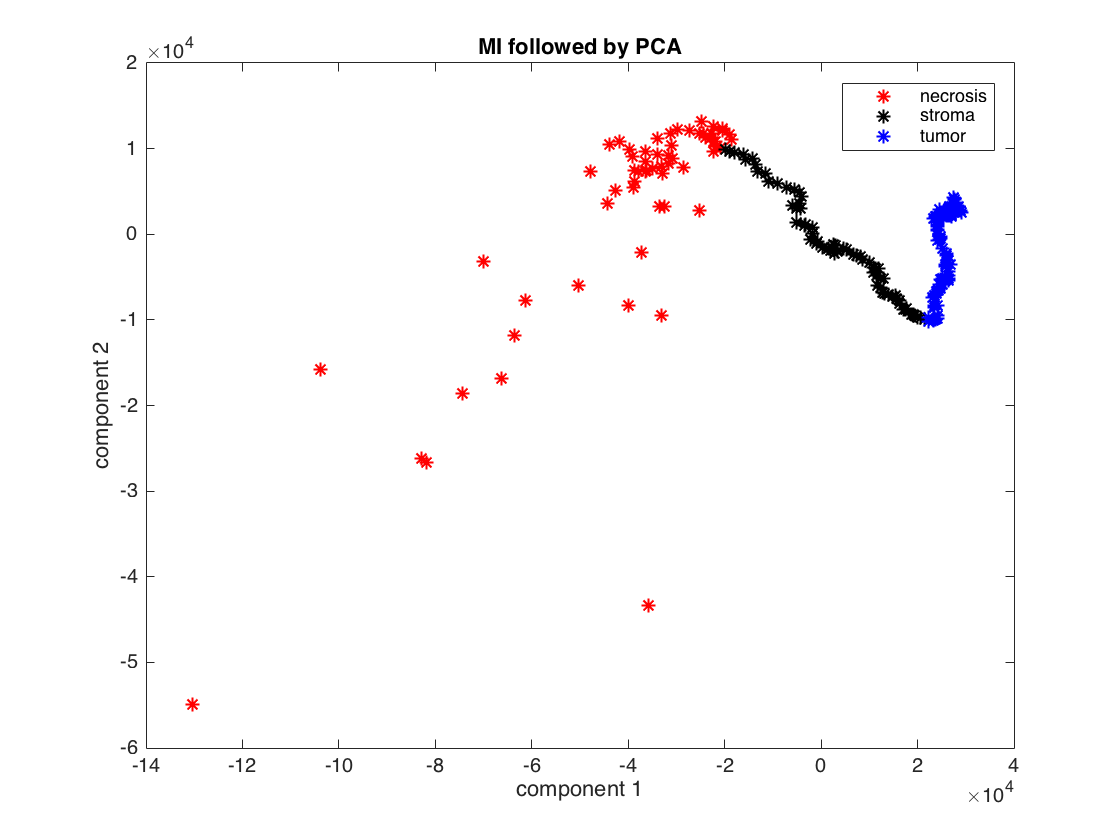 MI followed by PCA
×10^4
2
1
0
-1
-2
-3
-4
-5
-6
component 2
necrosis
stroma
tumor
-14 -12 -10 -8 -6 -4 -2 0 2 4
component 1
×10^4